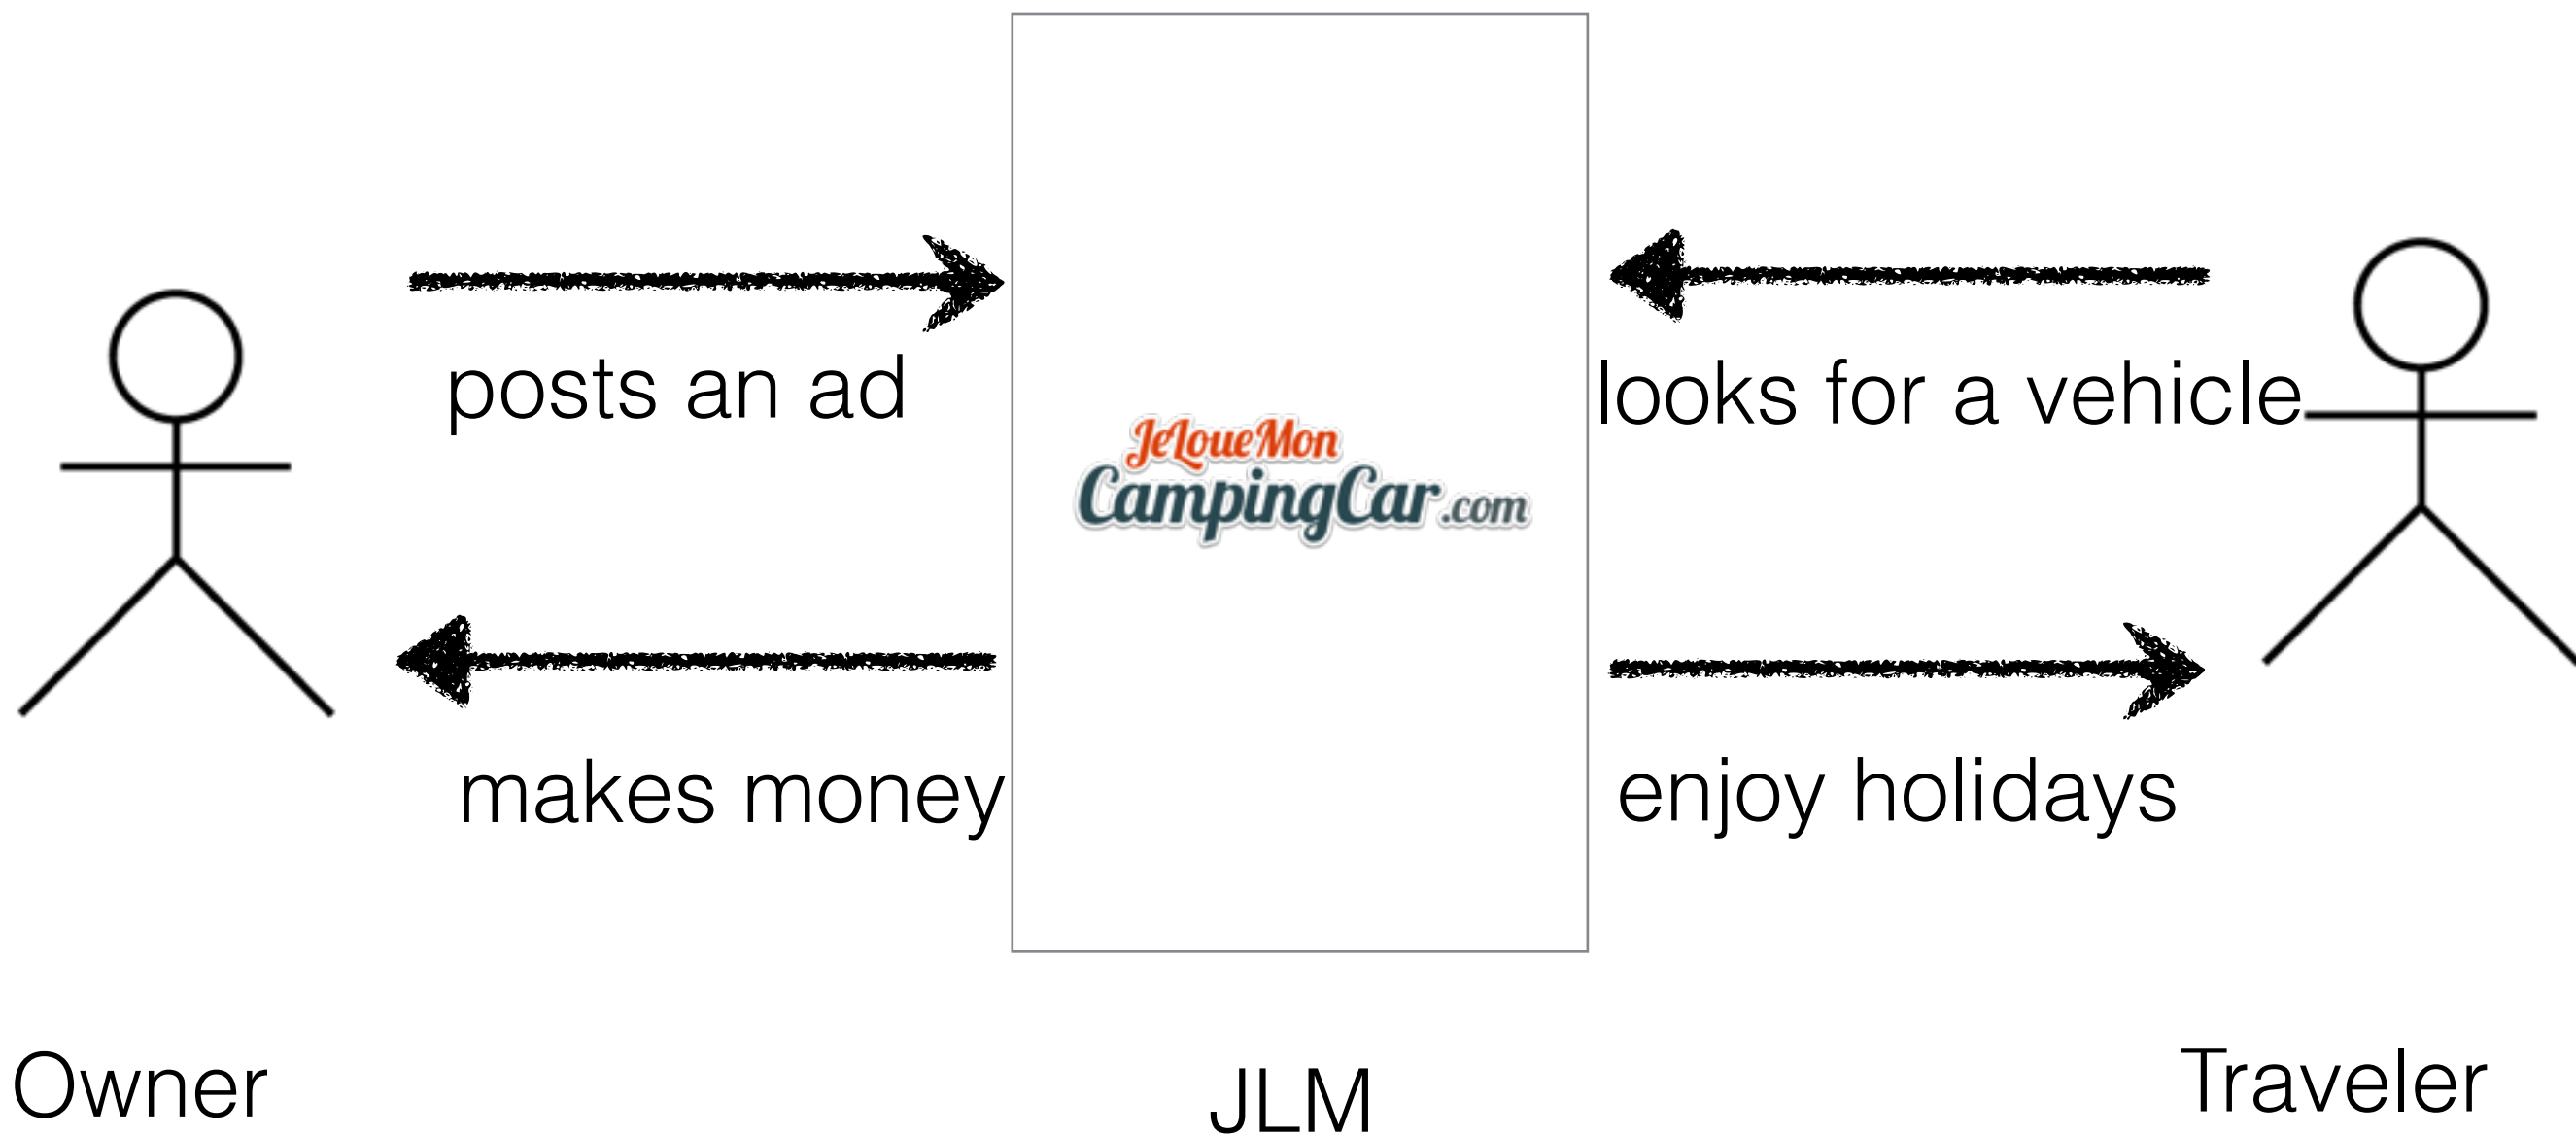 posts an ad
looks for a vehicle
JeLoueMon
CampingCar.com
makes money
enjoy holidays
Owner
JLM
Traveler